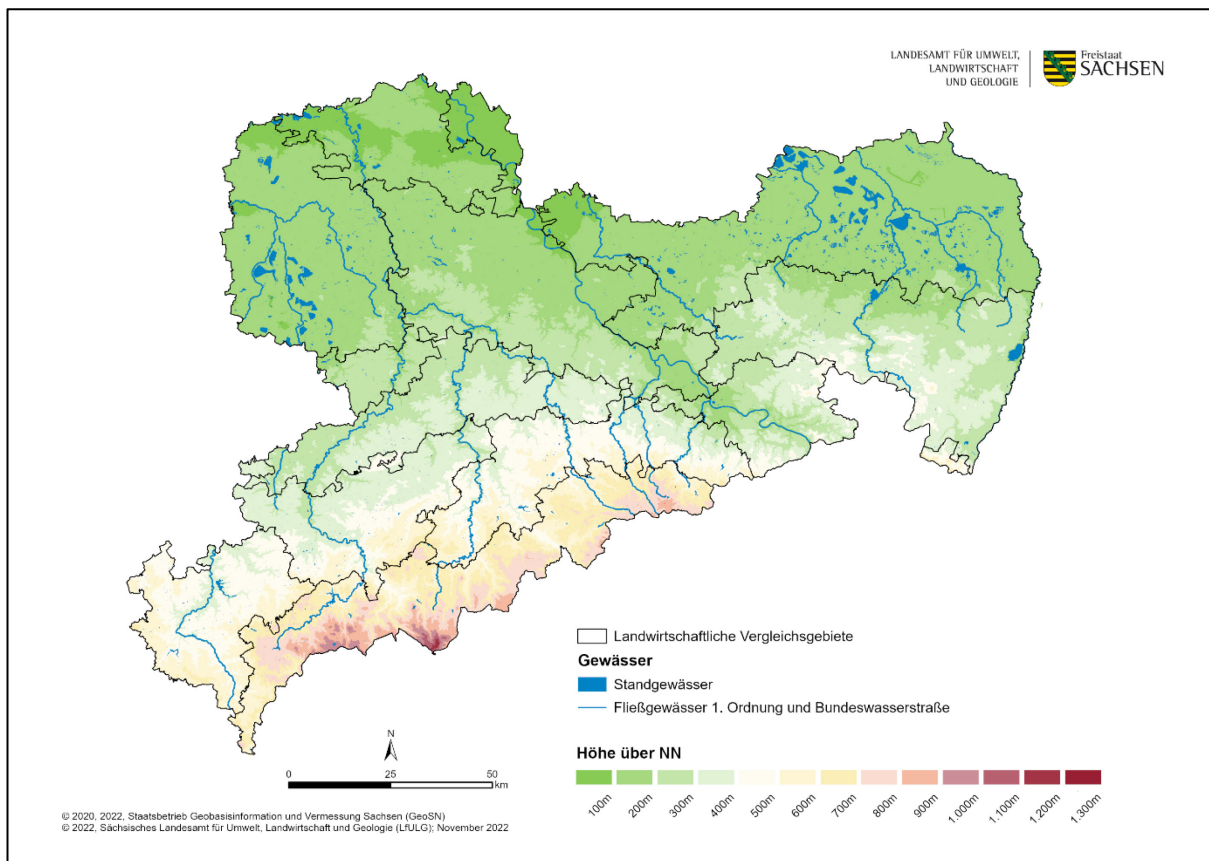 LANDESAMT FÜR UMWELT,
LANDWIRTSCHAFT
UND GEOLOGIE
Freistaat
SACHSEN
Landwirtschaftliche Vergleichsgebiete
Gewässer
Standgewässer
Fließgewässer 1. Ordnung und Bundeswasserstraße
N
0 25 50
km
Höhe über NN
100m 200m 300m 400m 500m 600m 700m 800m 900m 1.000m 1.100m 1.200m 1.300m
© 2020, 2022, Staatsbetrieb Geobasisinformation und Vermessung Sachsen (GeoSN)
© 2022, Sächsisches Landesamt für Umwelt, Landwirtschaft und Geologie (LfULG); November 2022